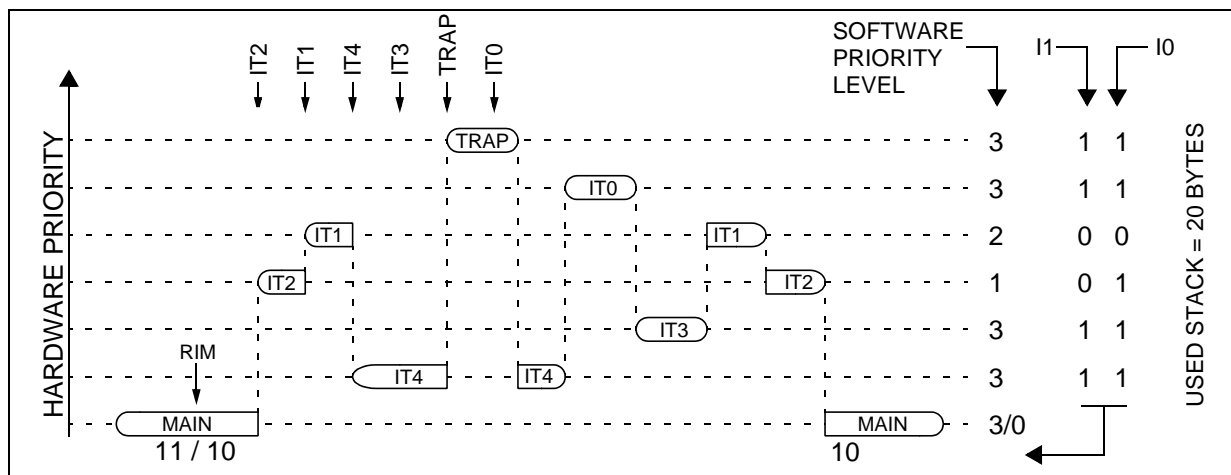 IT2
IT1
IT4
IT3
TRAP
IT0
SOFTWARE
PRIORITY
LEVEL
I1
I0
HARDWARE PRIORITY
TRAP
3
1 1
IT0
3
1 1
IT1
IT1
2
0 0
IT2
IT2
1
0 1
IT3
3
1 1
RIM
IT4
IT4
3
1 1
MAIN
MAIN
3/0
11 / 10
10
USED STACK = 20 BYTES